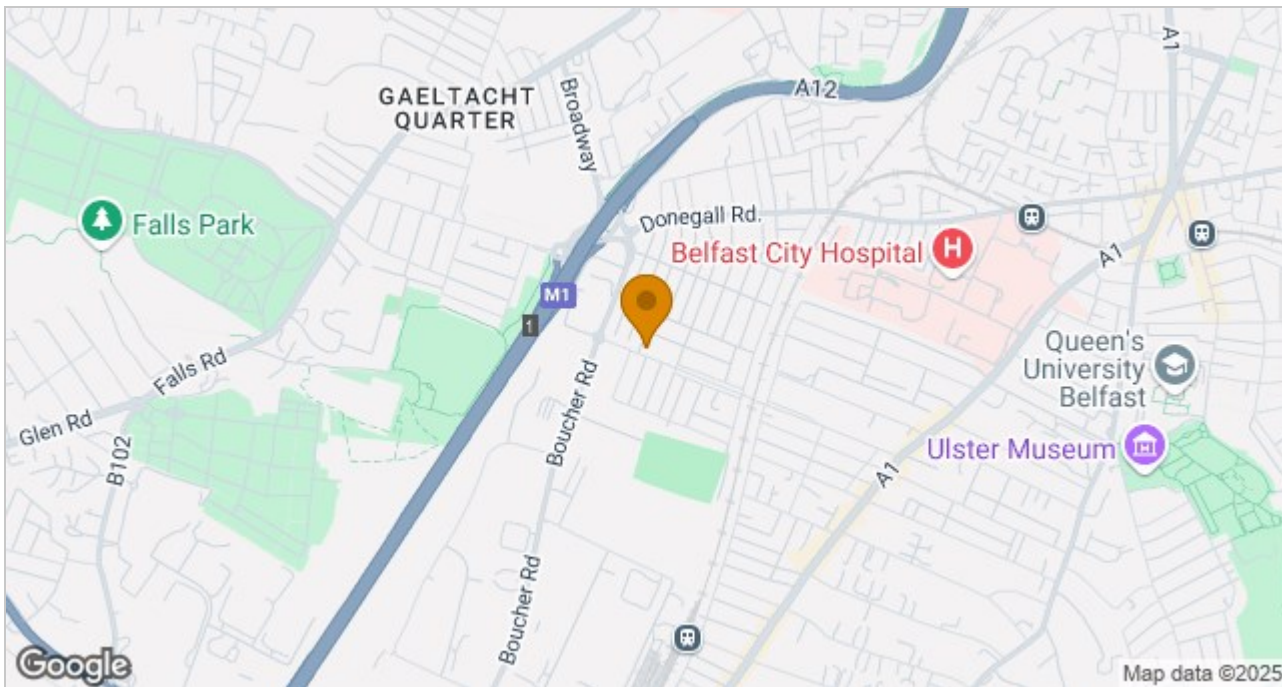 A12
A1
GAELTACHT
QUARTER
Broadway
Falls Park
Donegall Rd.
Belfast City Hospital
H
A1
M1
1
Falls Rd
Glen Rd
B102
Boucher Rd
Queen's
University
Belfast
Ulster Museum
A1
Boucher Rd
Google
Map data ©2025